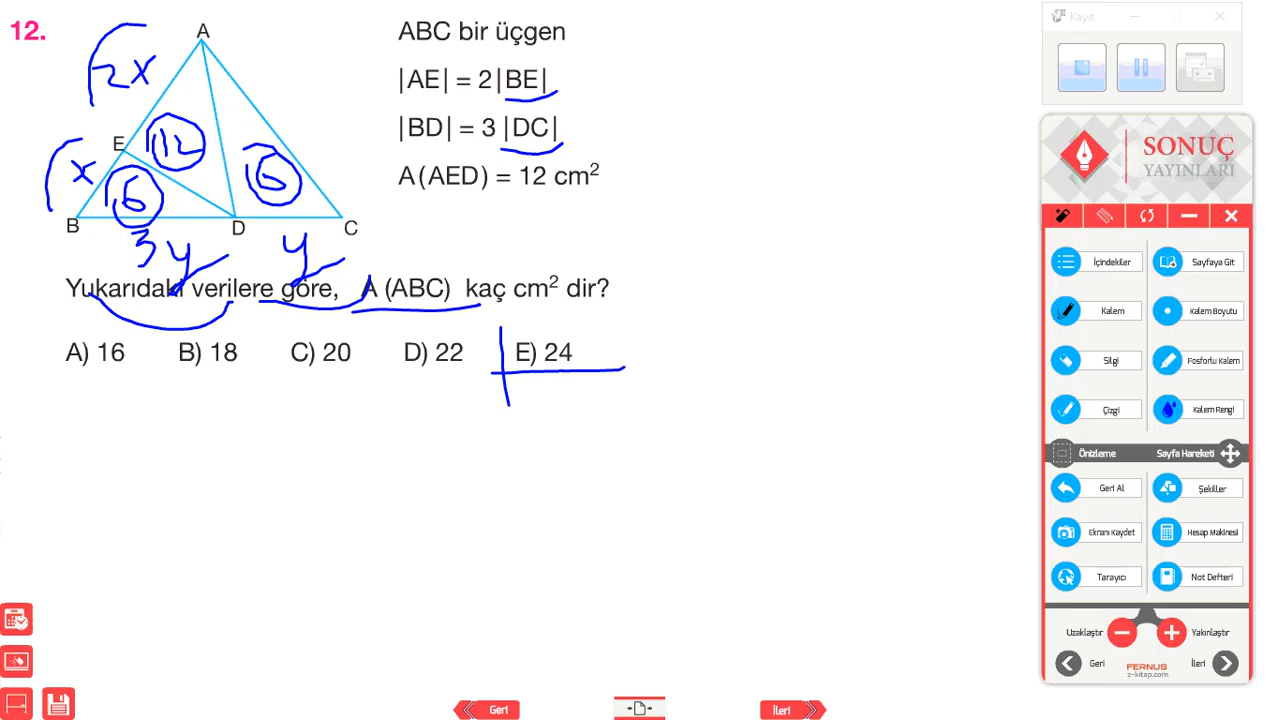 12.
A
ABC bir üçgen
2x
|AE| = 2|BE|
|BD| = 3 |DC|
E
12
x
6
6
A(AED) = 12 cm²
B
D
C
3y
y
Yukarıdaki verilere göre, A (ABC) kaç cm² dir?
A) 16 B) 18 C) 20 D) 22 E) 24
Kayıt
SONUÇ
YAYINLARI
İçindekiler
Sayfaya Git
Kalem
Kalem Boyutu
Silgi
Fosforlu Kalem
Çizgi
Kalem Rengi
Önizleme
Sayfa Hareketi
Geri Al
Şekiller
Ekranı Kaydet
Hesap Makinesi
Tarayıcı
Not Defteri
Uzaklaştır
Yakınlaştır
Geri
FERNUS
z-kitap.com
İleri
Geri
İleri